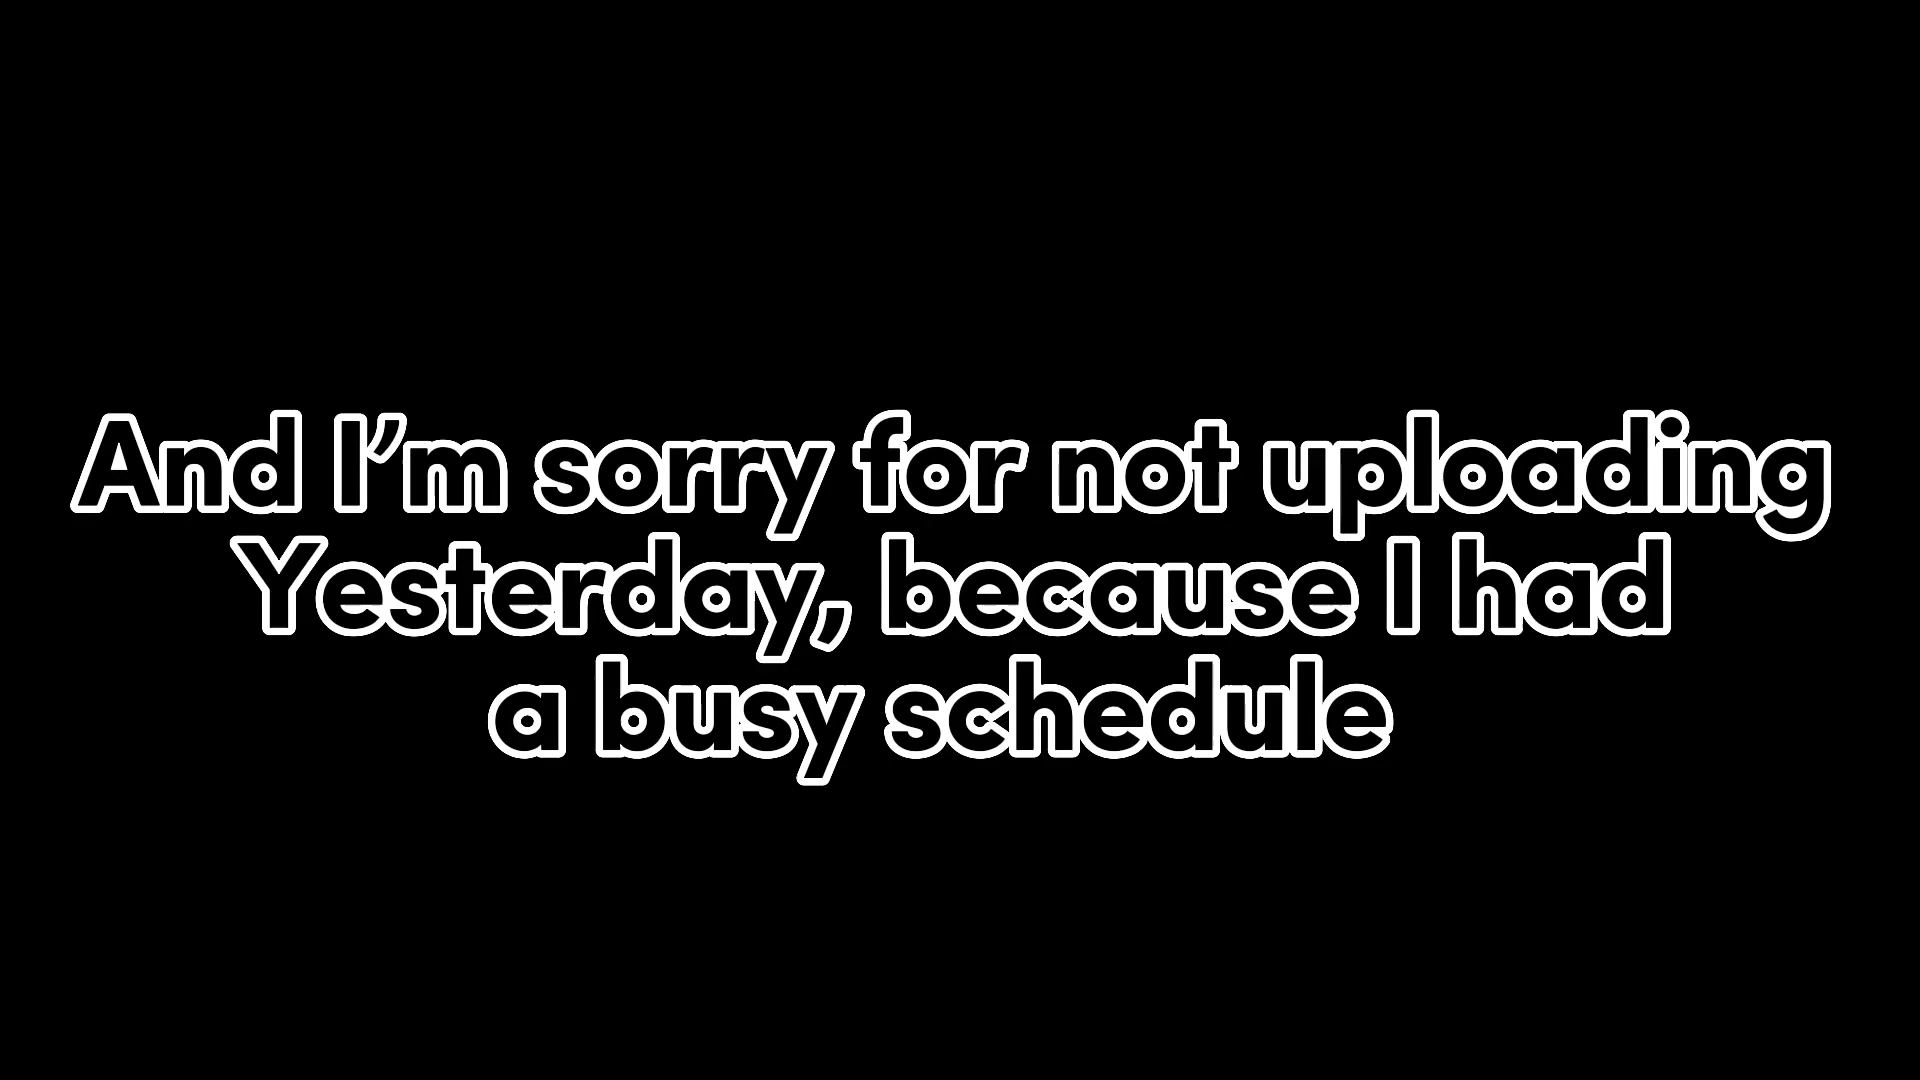 And I’m sorry for not uploading
Yesterday, because I had
a busy schedule